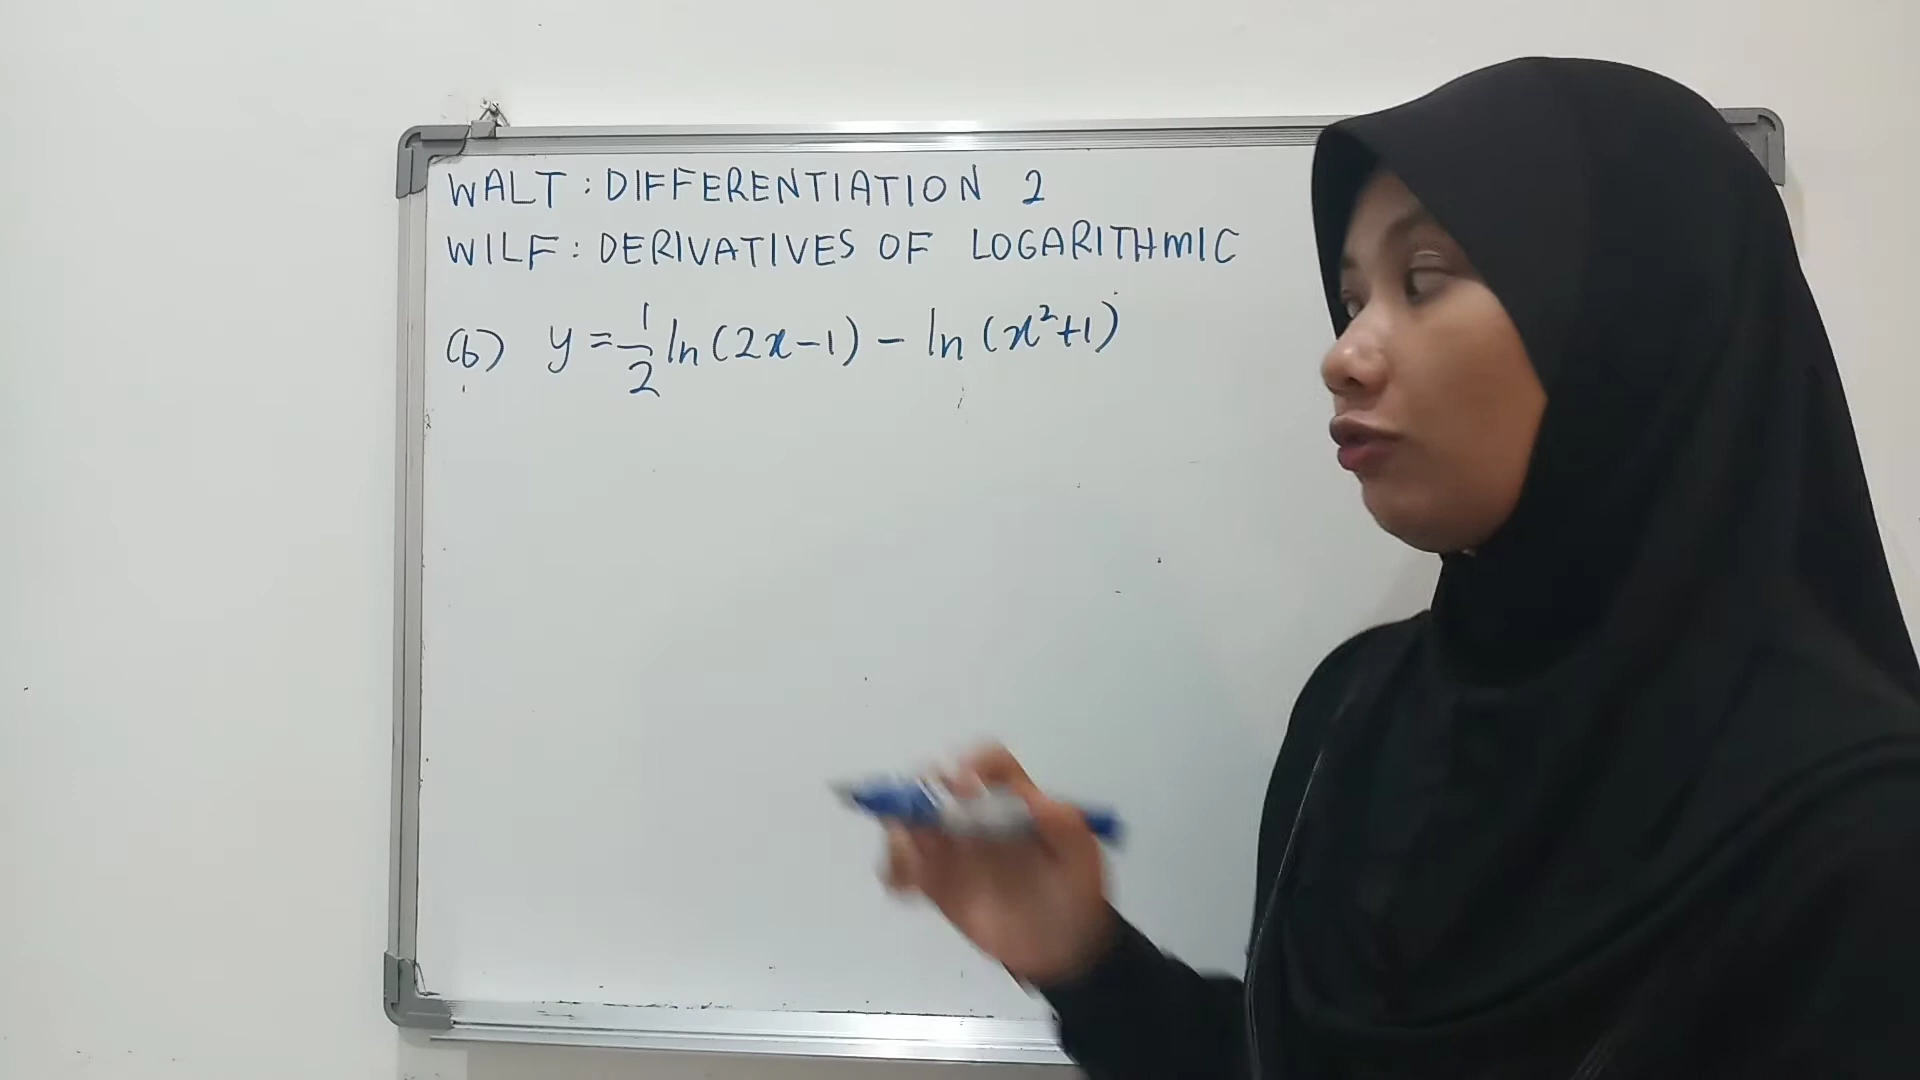 WALT : DIFFERENTIATION 2
WILF : DERIVATIVES OF LOGARITHMIC
(b) y = 1/2 ln (2x-1) - ln (x²+1)